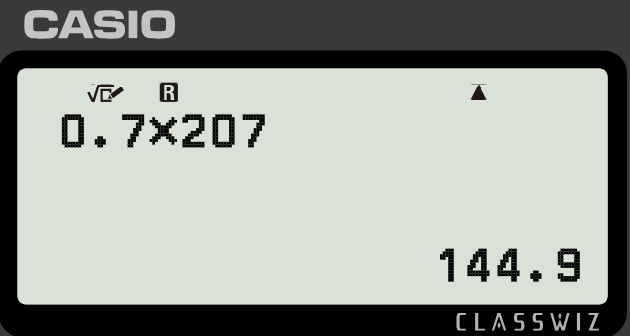 CASIO
√ R
0.7×207
144.9
CLASSWIZ